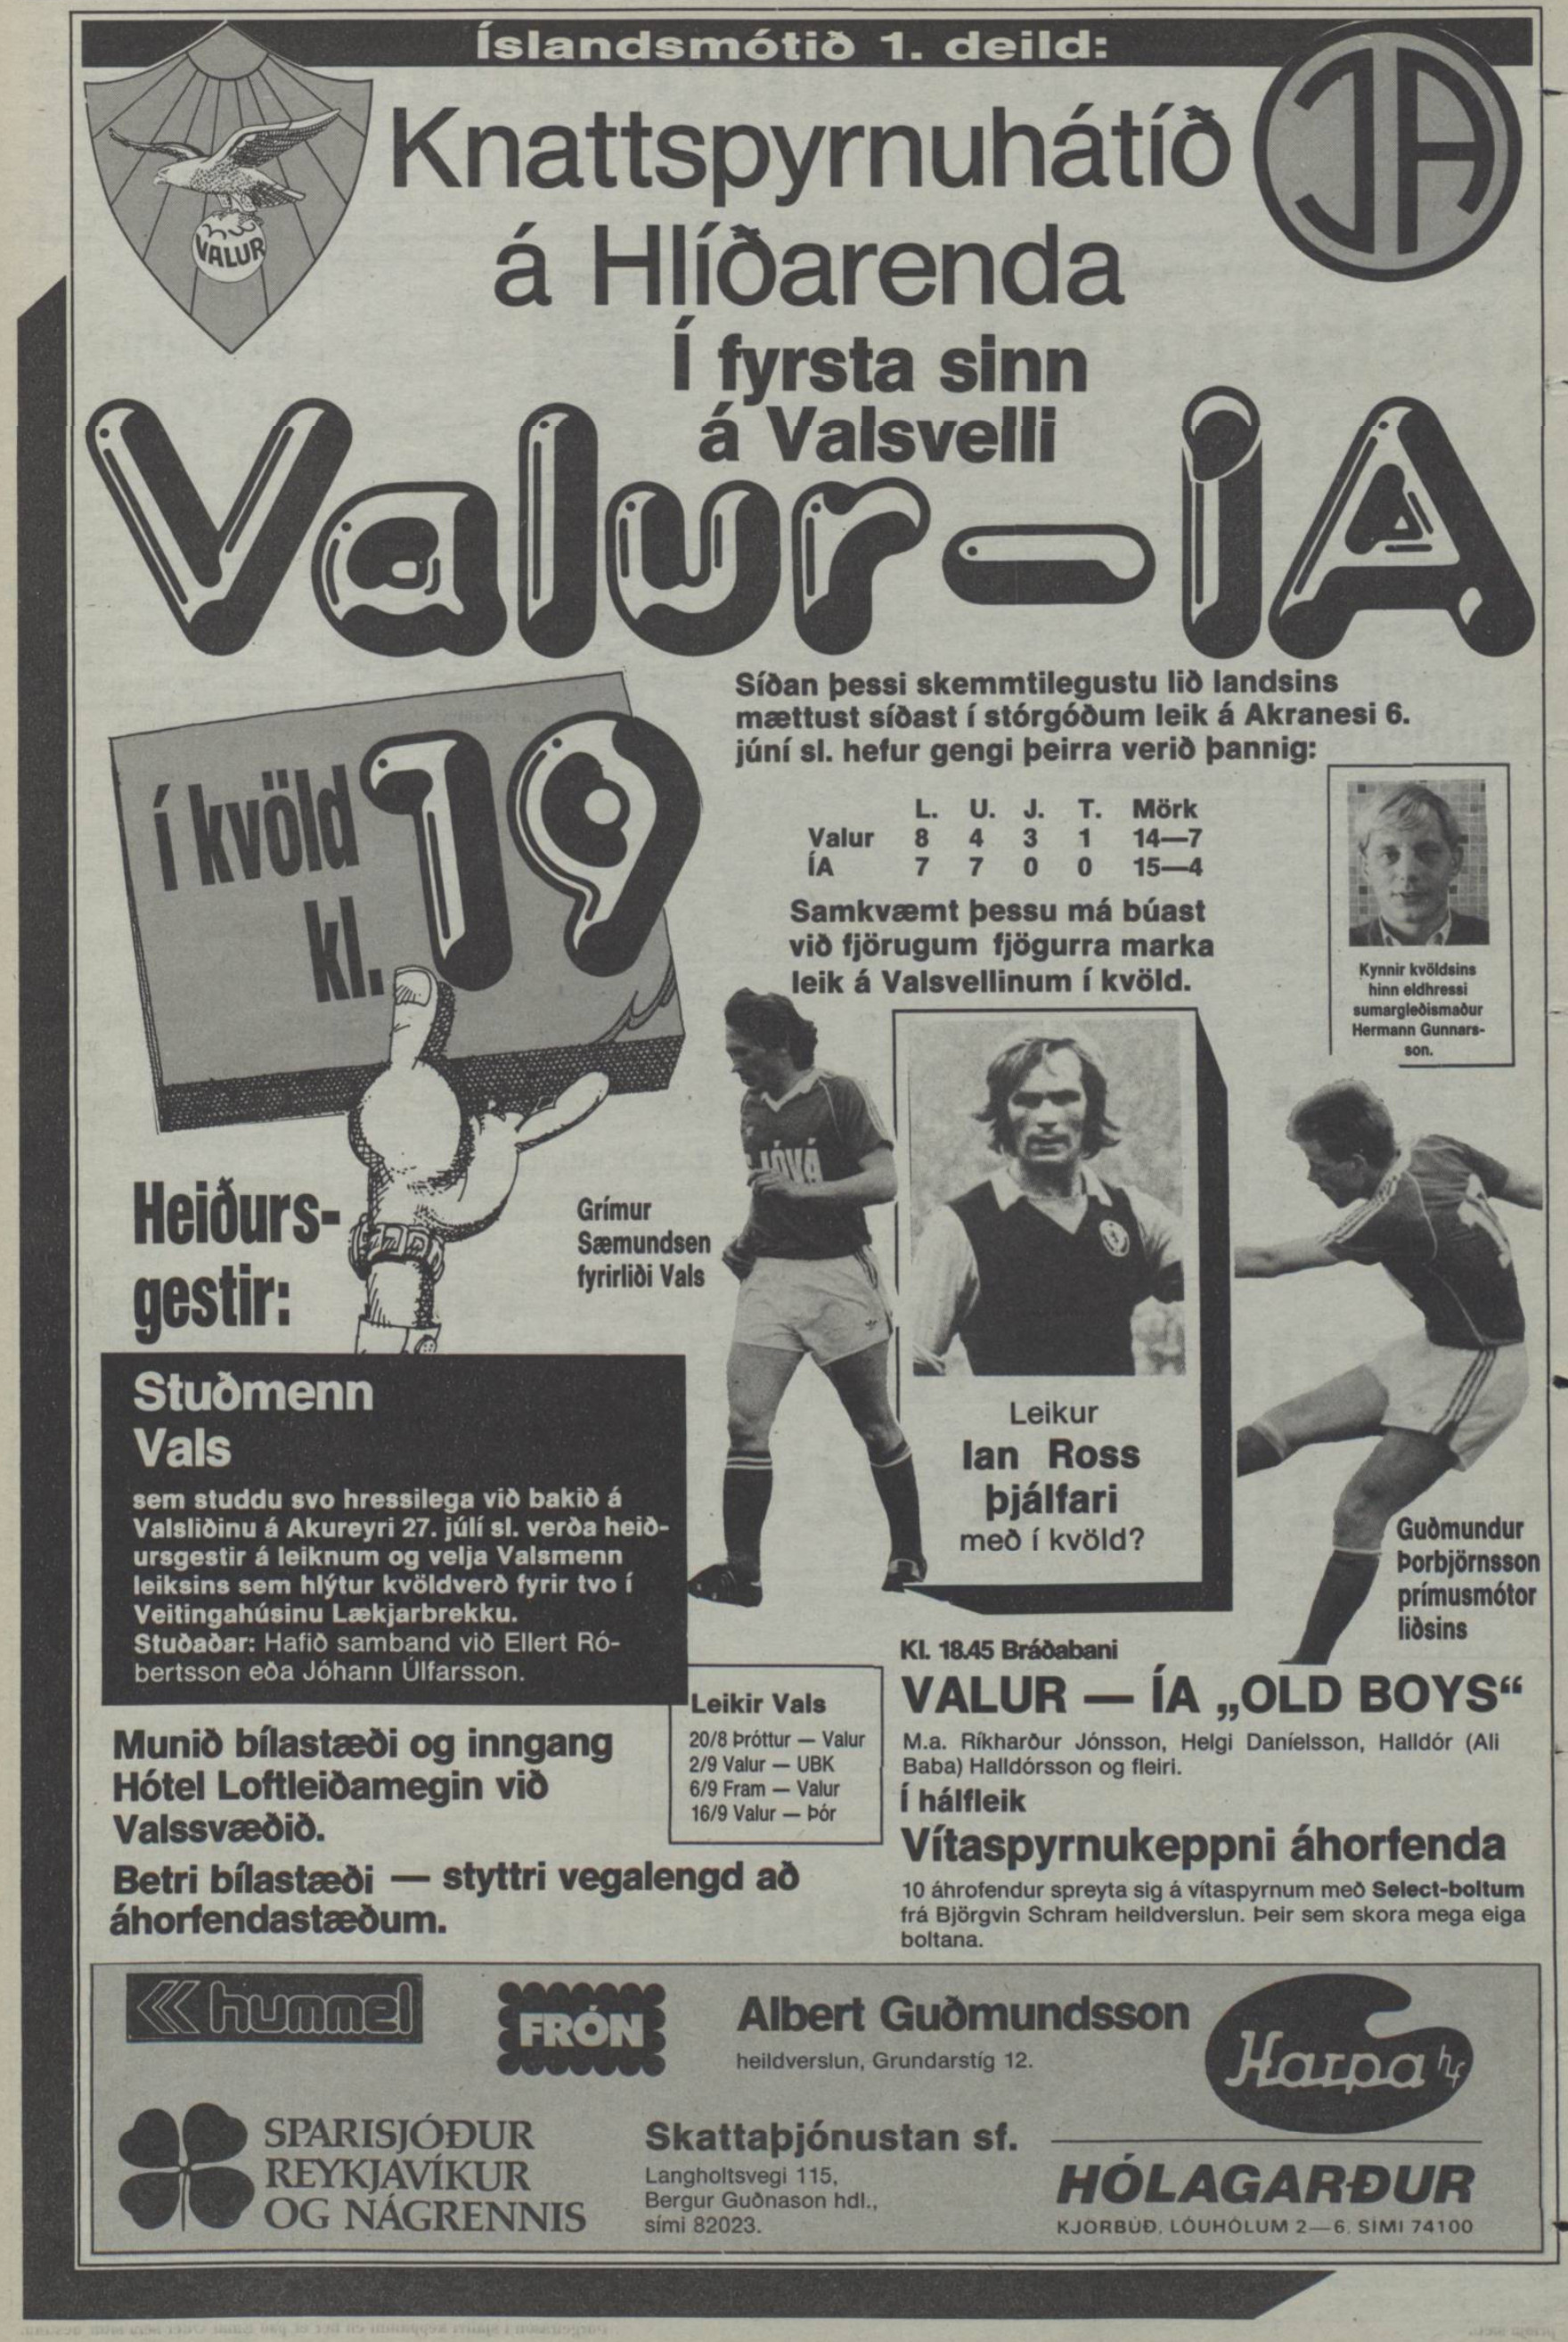 Íslandsmótið 1. deild:
VALUR
ÍA
Knattspyrnuhátíð
á Hlíðarenda
Í fyrsta sinn
á Valsvelli
Valur-ÍA
í kvöld
kl. 19
Síðan þessi skemmtilegustu lið landsins
mættust síðast í stórgóðum leik á Akranesi 6.
júní sl. hefur gengi þeirra verið þannig:
L. U. J. T. Mörk
Valur 8 4 3 1 14—7
ÍA 7 7 0 0 15—4
Samkvæmt þessu má búast
við fjörugum fjögurra marka
leik á Valsvellinum í kvöld.
Kynnir kvöldsins
hinn eldhressi
sumargleðismaður
Hermann Gunnars-
son.
Heiðurs-
gestir:
Grímur
Sæmundsen
fyrirliði Vals
JÓVÁ
Stuðmenn
Vals
sem studdu svo hressilega við bakið á
Valsliðinu á Akureyri 27. júlí sl. verða heið-
ursgestir á leiknum og velja Valsmenn
leiksins sem hlýtur kvöldverð fyrir tvo í
Veitingahúsinu Lækjarbrekku.
Stuðaðar: Hafið samband við Ellert Ró-
bertsson eða Jóhann Úlfarsson.
Leikur
Ian Ross
þjálfari
með í kvöld?
Guðmundur
Þorbjörnsson
prímusmótor
liðsins
Munið bílastæði og inngang
Hótel Loftleiðamegin við
Valssvæðið.
Betri bílastæði — styttri vegalengd að
áhorfendastæðum.
Leikir Vals
20/8 Þróttur — Valur
2/9 Valur — UBK
6/9 Fram — Valur
16/9 Valur — Þór
Kl. 18.45 Bráðabani
VALUR — ÍA „OLD BOYS“
M.a. Ríkharður Jónsson, Helgi Daníelsson, Halldór (Ali
Baba) Halldórsson og fleiri.
Í hálfleik
Vítaspyrnukeppni áhorfenda
10 áhrofendur spreyta sig á vítaspyrnum með Select-boltum
frá Björgvin Schram heildverslun. Þeir sem skora mega eiga
boltana.
hummel
FRÓN
Albert Guðmundsson
heildverslun, Grundarstíg 12.
Harpa hf
SPARISJÓÐUR
REYKJAVÍKUR
OG NÁGRENNIS
Skattaþjónustan sf.
Langholtsvegi 115,
Bergur Guðnason hdl.,
sími 82023.
HÓLAGARÐUR
KJÖRBÚÐ, LÓUHÓLUM 2—6, SÍMI 74100